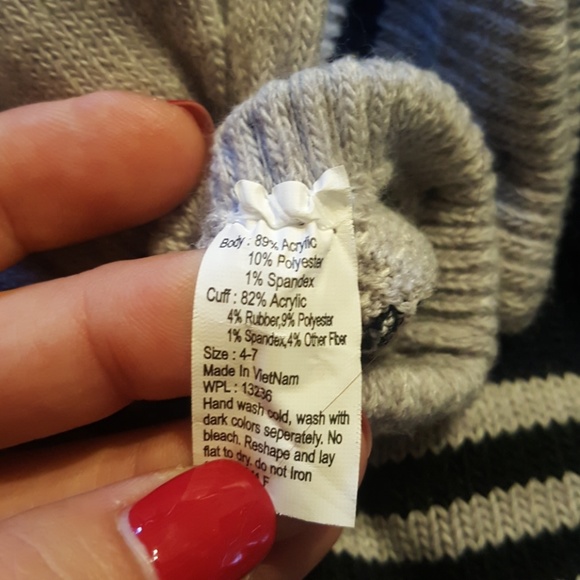 Body : 89% Acrylic
10% Polyester
1% Spandex
Cuff : 82% Acrylic
4% Rubber,9% Polyester
1% Spandex,4% Other Fber
Size : 4-7
Made In VietNam
WPL : 13236
Hand wash cold, wash with
dark colors seperately. No
bleach. Reshape and lay
flat to dry. do not Iron